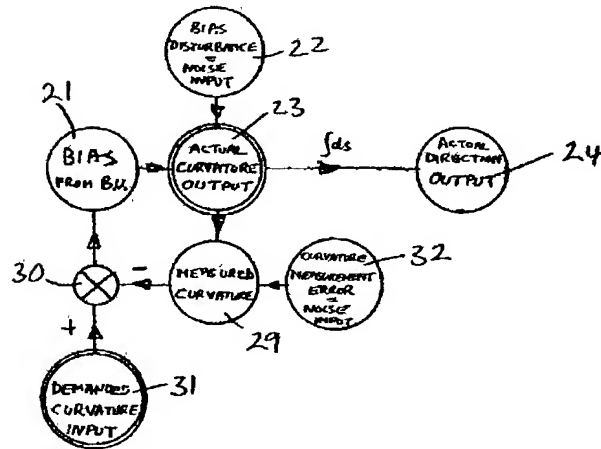 BIAS
DISTURBANCE
=
NOISE
INPUT
22
21
23
BIAS
FROM B.U.
ACTUAL
CURVATURE
OUTPUT
∫ds
ACTUAL
DIRECTION
OUTPUT
24
30
-
MEASURED
CURVATURE
29
CURVATURE
MEASUREMENT
ERROR
=
NOISE
INPUT
32
+
DEMANDED
CURVATURE
INPUT
31